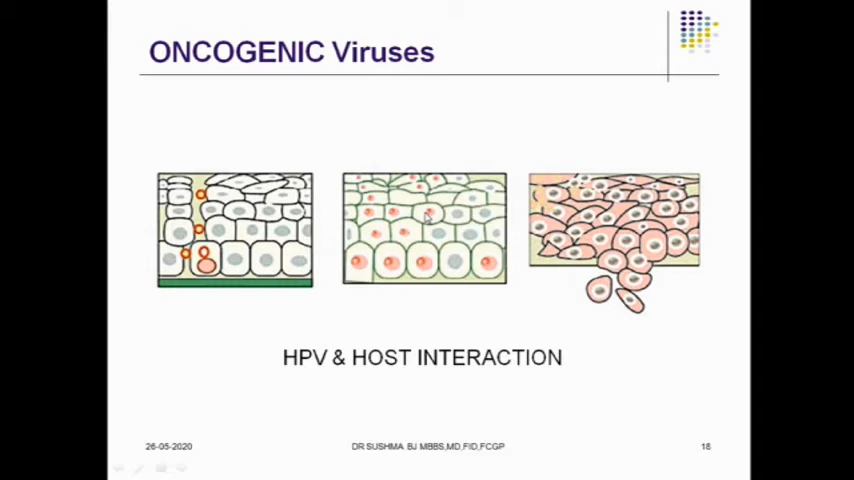 ONCOGENIC Viruses
HPV & HOST INTERACTION
26-05-2020
DR SUSHMA BJ MBBS,MD,FID,FCGP
18